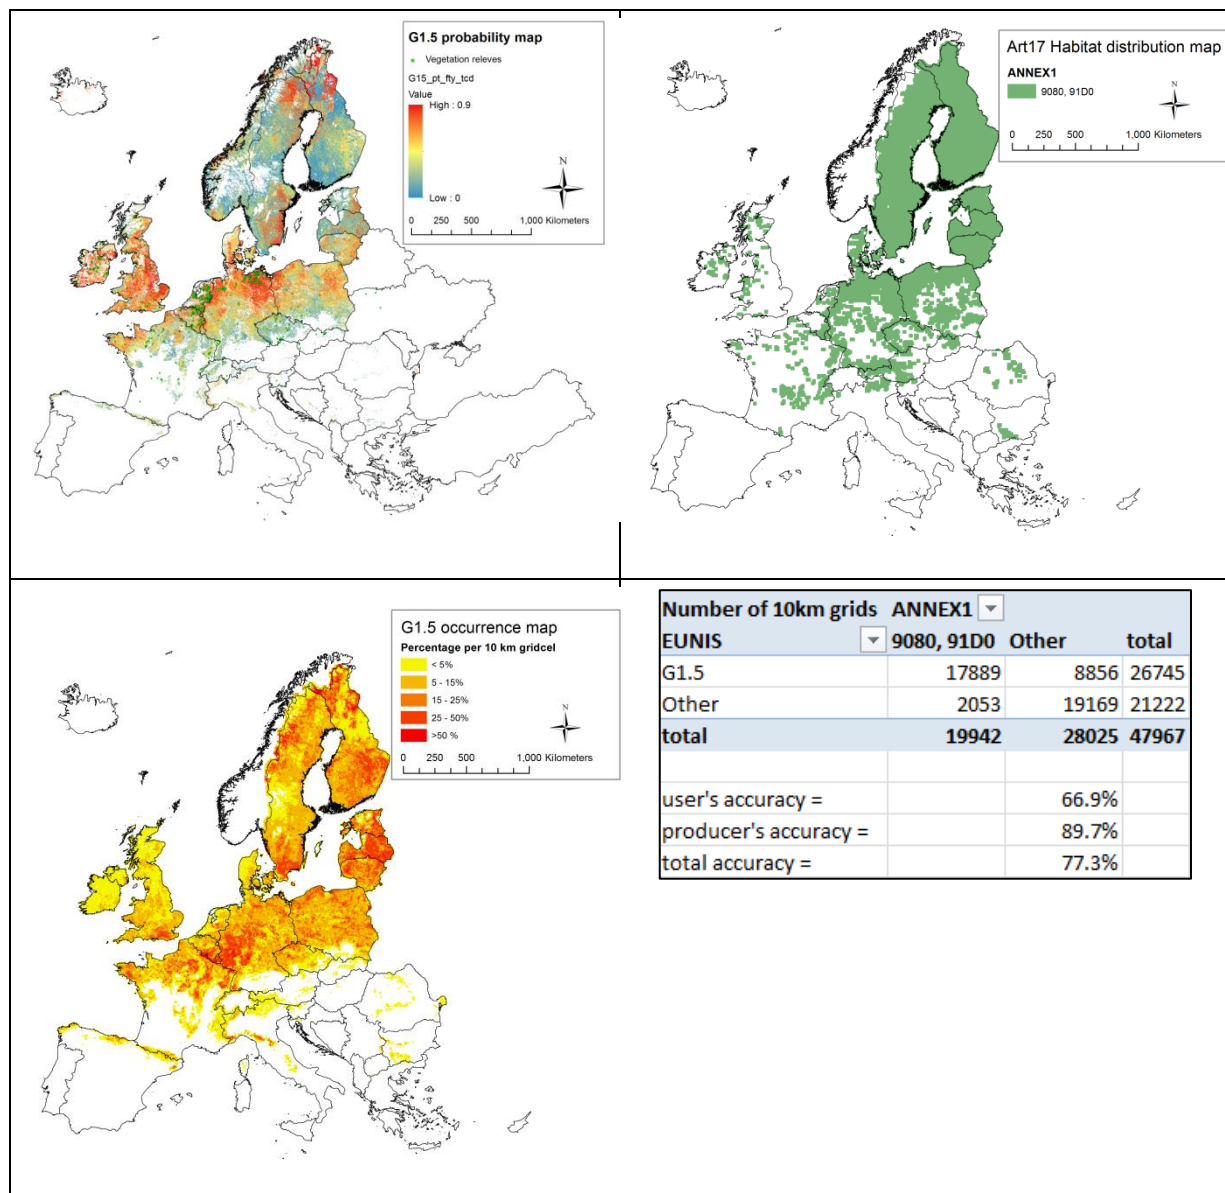 G1.5 probability map
Vegetation releves
G15_pt_fty_tcd
Value
High : 0.9
Low : 0
N
0 250 500 1,000 Kilometers
Art17 Habitat distribution map
ANNEX1
9080, 91D0
N
0 250 500 1,000 Kilometers
G1.5 occurrence map
Percentage per 10 km gridcel
< 5%
5 - 15%
15 - 25%
25 - 50%
>50 %
N
0 250 500 1,000 Kilometers
Number of 10km grids ANNEX1
EUNIS 9080, 91D0 Other total
G1.5 17889 8856 26745
Other 2053 19169 21222
total 19942 28025 47967
user's accuracy = 66.9%
producer's accuracy = 89.7%
total accuracy = 77.3%